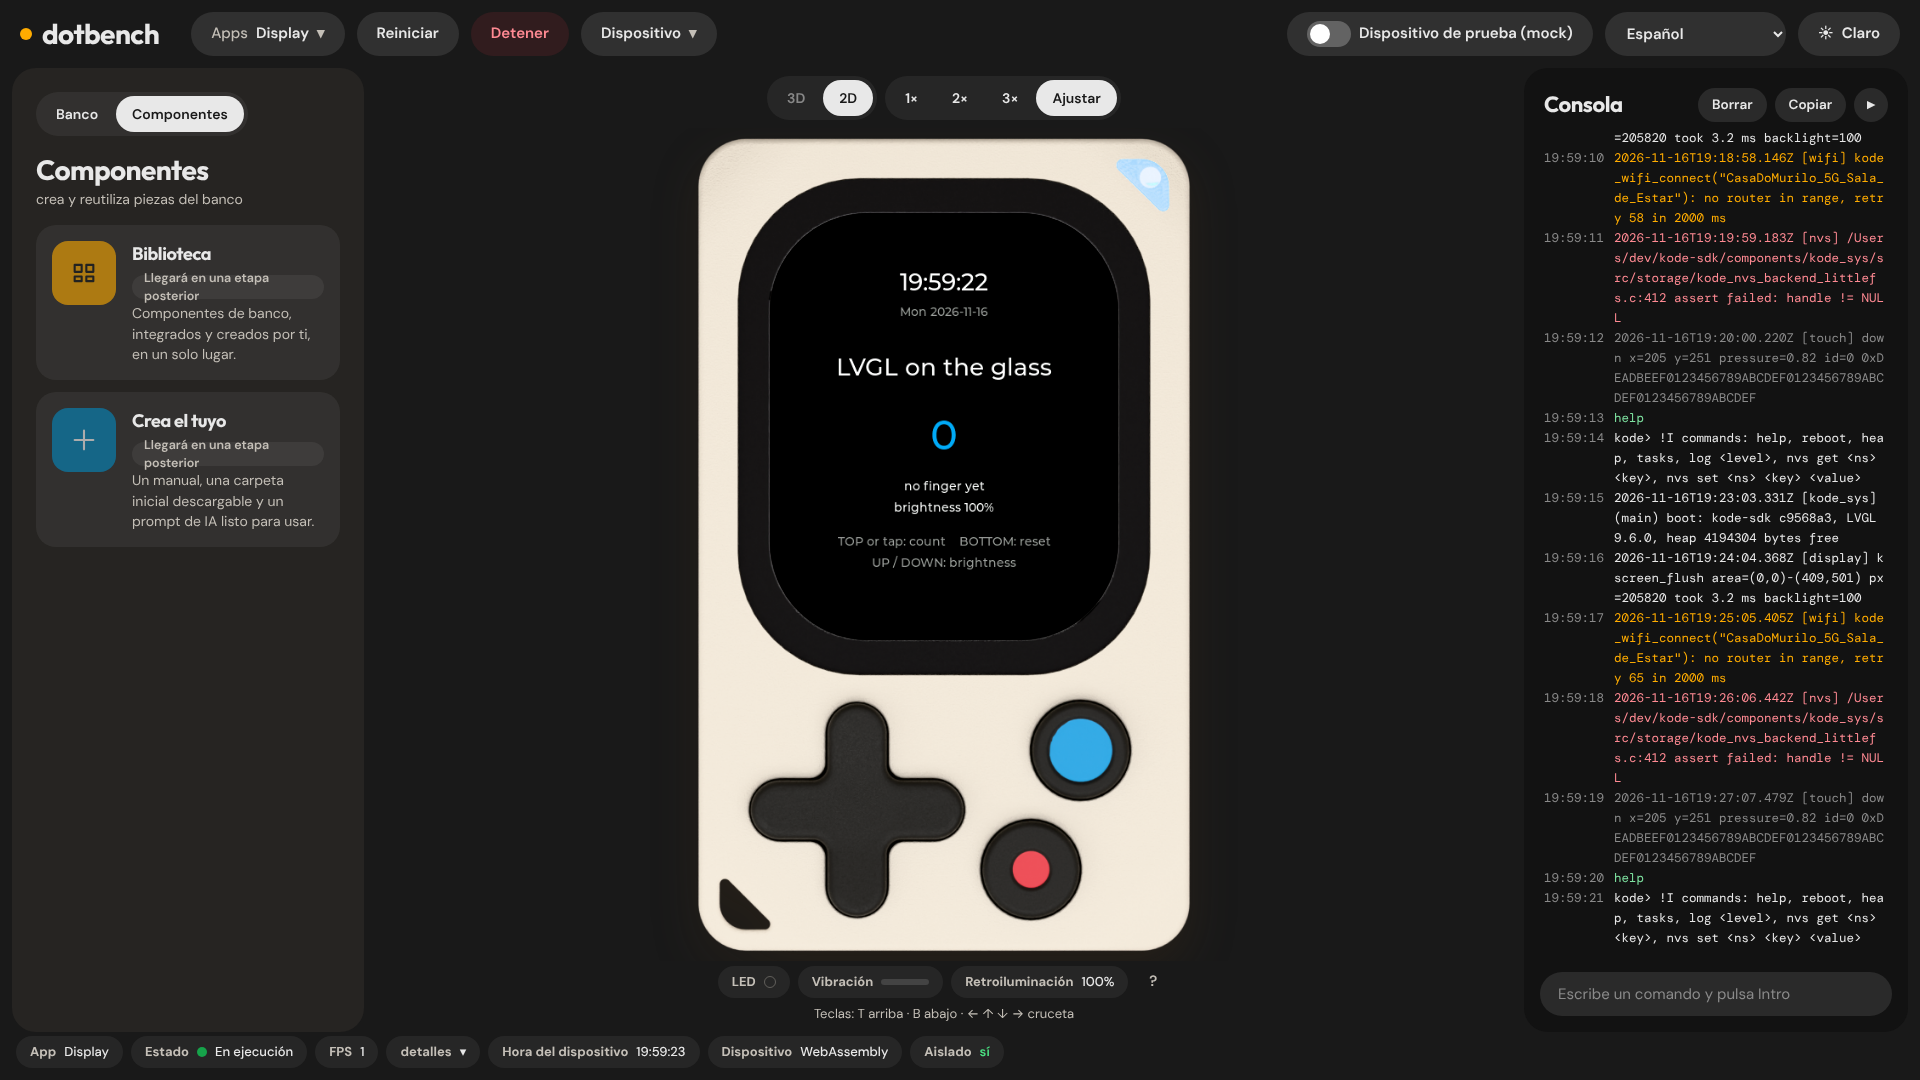 dotbench
Apps Display ▾
Reiniciar
Detener
Dispositivo ▾
Dispositivo de prueba (mock)
Español
Claro
Banco
Componentes
Componentes
crea y reutiliza piezas del banco
Biblioteca
Llegará en una etapa
posterior
Componentes de banco,
integrados y creados por ti,
en un solo lugar.
Crea el tuyo
Llegará en una etapa
posterior
Un manual, una carpeta
inicial descargable y un
prompt de IA listo para usar.
3D
2D
1×
2×
3×
Ajustar
19:59:22
Mon 2026-11-16
LVGL on the glass
0
no finger yet
brightness 100%
TOP or tap: count BOTTOM: reset
UP / DOWN: brightness
LED
Vibración
Retroiluminación 100%
?
Teclas: T arriba · B abajo · ← ↑ ↓ → cruceta
Consola
Borrar
Copiar
▶
=205820 took 3.2 ms backlight=100
19:59:10 2026-11-16T19:18:58.146Z [wifi] kode
_wifi_connect("CasaDoMurilo_5G_Sala_
de_Estar"): no router in range, retr
y 58 in 2000 ms
19:59:11 2026-11-16T19:19:59.183Z [nvs] /User
s/dev/kode-sdk/components/kode_sys/s
rc/storage/kode_nvs_backend_littlef
s.c:412 assert failed: handle != NUL
L
19:59:12 2026-11-16T19:20:00.220Z [touch] dow
n x=205 y=251 pressure=0.82 id=0 0xD
EADBEEF0123456789ABCDEF0123456789ABC
DEF0123456789ABCDEF
19:59:13 help
19:59:14 kode> !I commands: help, reboot, hea
p, tasks, log <level>, nvs get <ns>
<key>, nvs set <ns> <key> <value>
19:59:15 2026-11-16T19:23:03.331Z [kode_sys]
(main) boot: kode-sdk c9568a3, LVGL
9.6.0, heap 4194304 bytes free
19:59:16 2026-11-16T19:24:04.368Z [display] k
screen_flush area=(0,0)-(409,501) px
=205820 took 3.2 ms backlight=100
19:59:17 2026-11-16T19:25:05.405Z [wifi] kode
_wifi_connect("CasaDoMurilo_5G_Sala_
de_Estar"): no router in range, retr
y 65 in 2000 ms
19:59:18 2026-11-16T19:26:06.442Z [nvs] /User
s/dev/kode-sdk/components/kode_sys/s
rc/storage/kode_nvs_backend_littlef
s.c:412 assert failed: handle != NUL
L
19:59:19 2026-11-16T19:27:07.479Z [touch] dow
n x=205 y=251 pressure=0.82 id=0 0xD
EADBEEF0123456789ABCDEF0123456789ABC
DEF0123456789ABCDEF
19:59:20 help
19:59:21 kode> !I commands: help, reboot, hea
p, tasks, log <level>, nvs get <ns>
<key>, nvs set <ns> <key> <value>
Escribe un comando y pulsa Intro
App Display
Estado En ejecución
FPS 1
detalles ▾
Hora del dispositivo 19:59:23
Dispositivo WebAssembly
Aislado sí